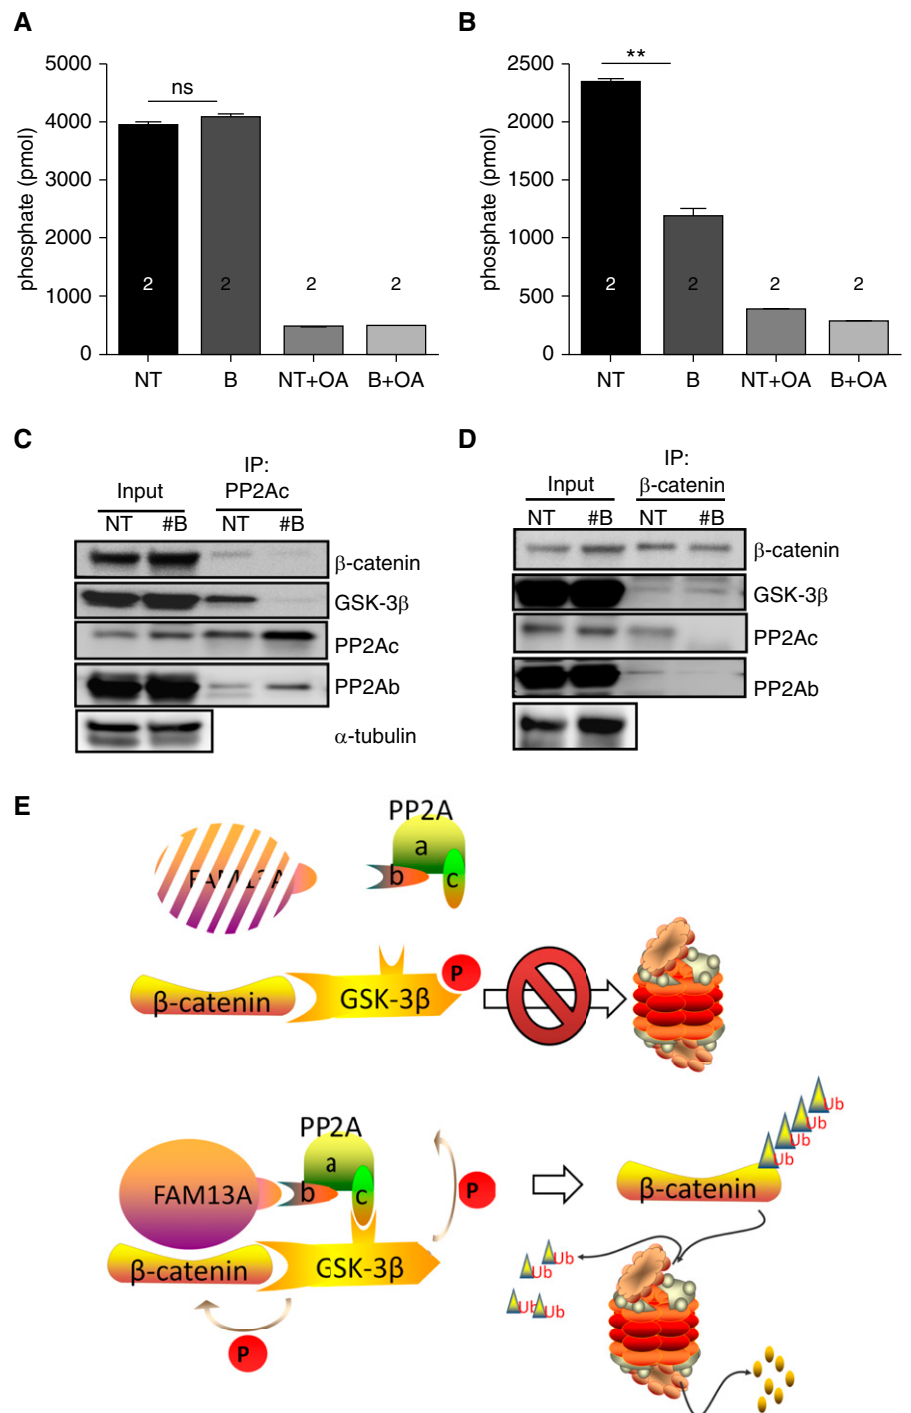 A
B
5000
4000
3000
2000
1000
0
phosphate (pmol)
ns
2
2
2
2
NT
B
NT+OA
B+OA
2500
2000
1500
1000
500
0
phosphate (pmol)
**
2
2
2
2
NT
B
NT+OA
B+OA
C
IP:
Input
PP2Ac
NT
#B
NT
#B
β-catenin
GSK-3β
PP2Ac
PP2Ab
α-tubulin
D
IP:
Input
β-catenin
NT
#B
NT
#B
β-catenin
GSK-3β
PP2Ac
PP2Ab
E
FAM13A
PP2A
a
b
c
β-catenin
GSK-3β
P
PP2A
a
FAM13A
b
c
P
β-catenin
GSK-3β
P
Ub
Ub
Ub
Ub
β-catenin
Ub
Ub
Ub
Ub